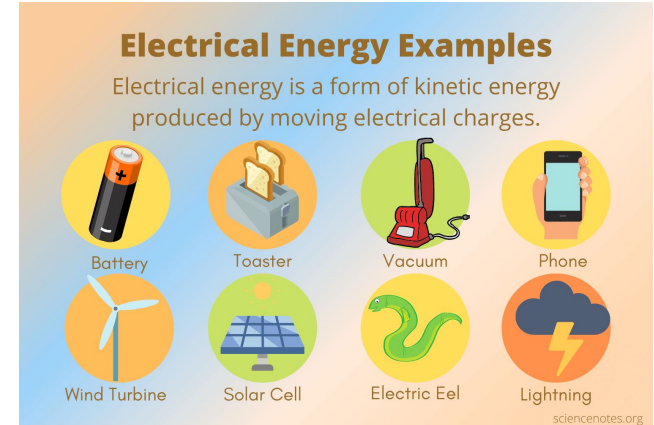 Electrical Energy Examples
Electrical energy is a form of kinetic energy
produced by moving electrical charges.
+
Battery
Toaster
Vacuum
Phone
Wind Turbine
Solar Cell
Electric Eel
Lightning
sciencenotes.org